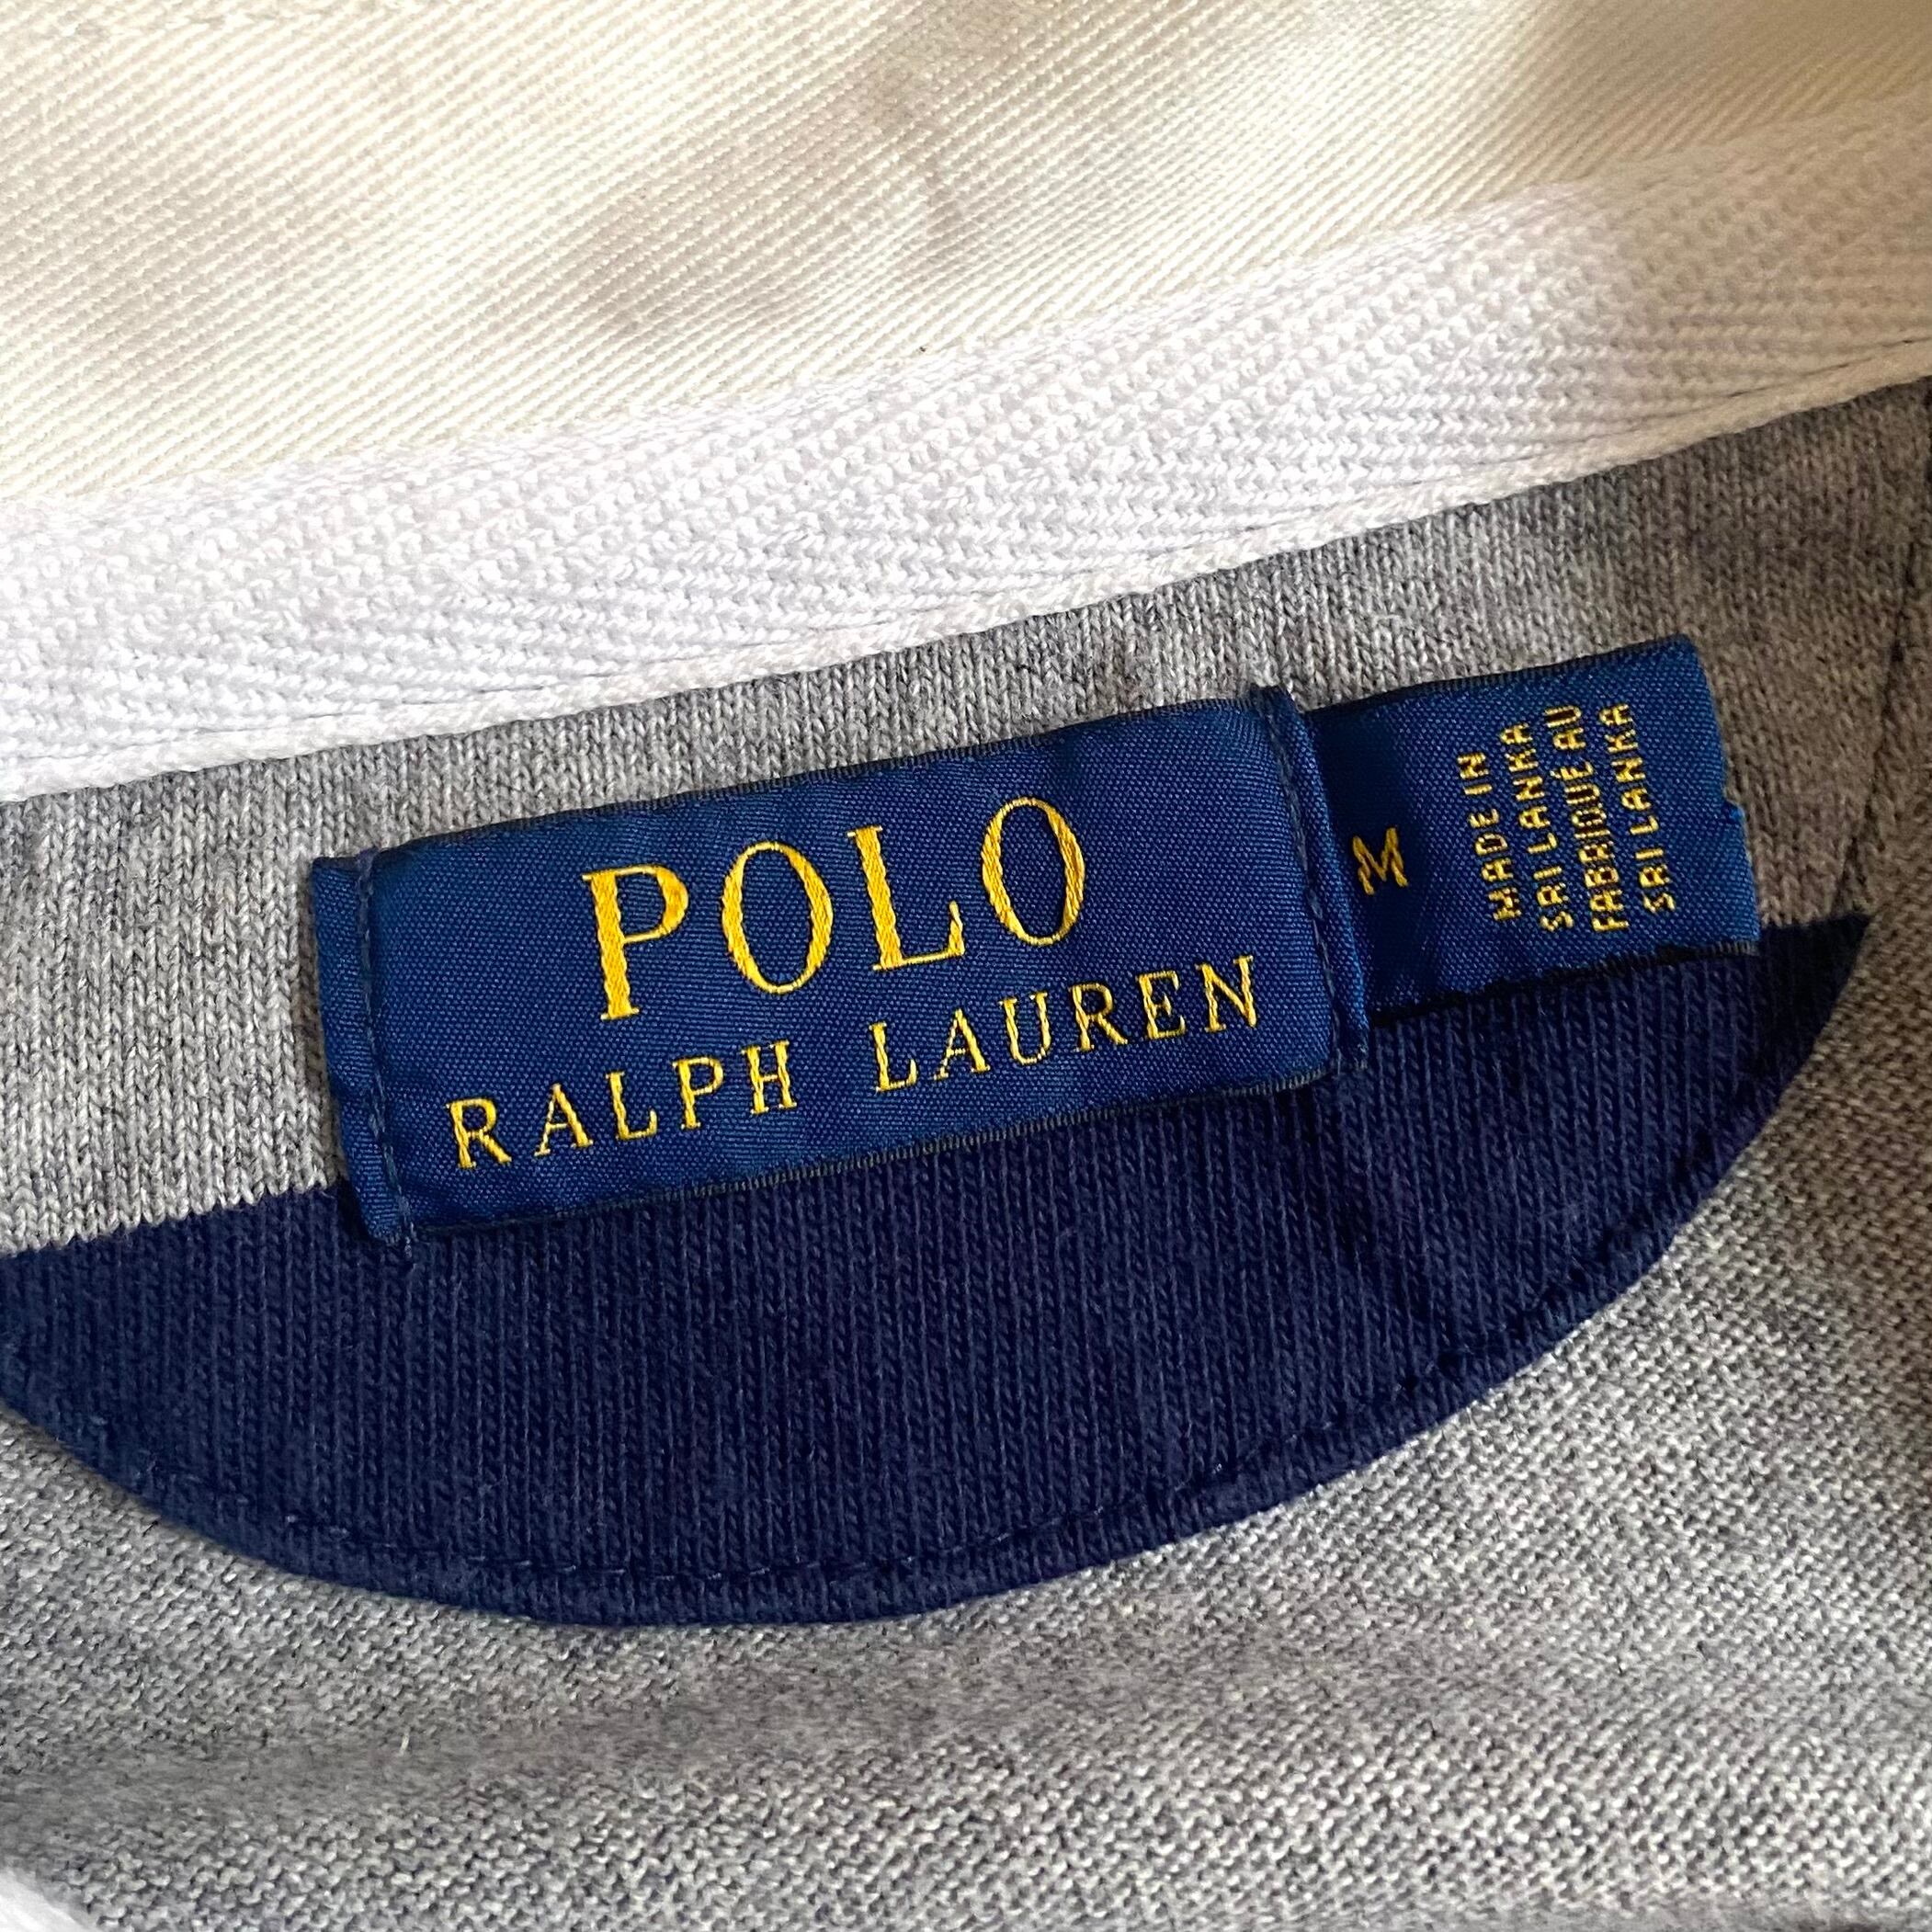 POLO
RALPH LAUREN
M
MADE IN
SRI LANKA
FABRIQUÉ AU
SRI LANKA